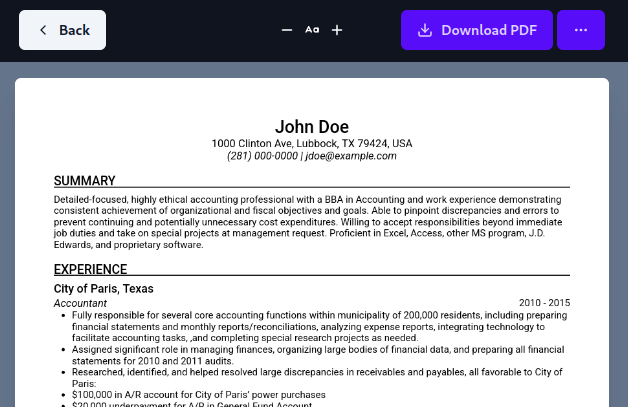 Back
Aa
Download PDF
John Doe
1000 Clinton Ave, Lubbock, TX 79424, USA
(281) 000-0000 | jdoe@example.com
SUMMARY
Detailed-focused, highly ethical accounting professional with a BBA in Accounting and work experience demonstrating
consistent achievement of organizational and fiscal objectives and goals. Able to pinpoint discrepancies and errors to
prevent continuing and potentially unnecessary cost expenditures. Willing to accept responsibilities beyond immediate
job duties and take on special projects at management request. Proficient in Excel, Access, other MS program, J.D.
Edwards, and proprietary software.
EXPERIENCE
City of Paris, Texas
Accountant 2010 - 2015
• Fully responsible for several core accounting functions within municipality of 200,000 residents, including preparing
financial statements and monthly reports/reconciliations, analyzing expense reports, integrating technology to
facilitate accounting tasks, ,and completing special research projects as needed.
• Assigned significant role in managing finances, organizing large bodies of financial data, and preparing all financial
statements for 2010 and 2011 audits.
• Researched, identified, and helped resolved large discrepancies in receivables and payables, all favorable to City of
Paris:
• $100,000 in A/R account for City of Paris' power purchases
• $20,000 underpayment for A/R in General Fund Account